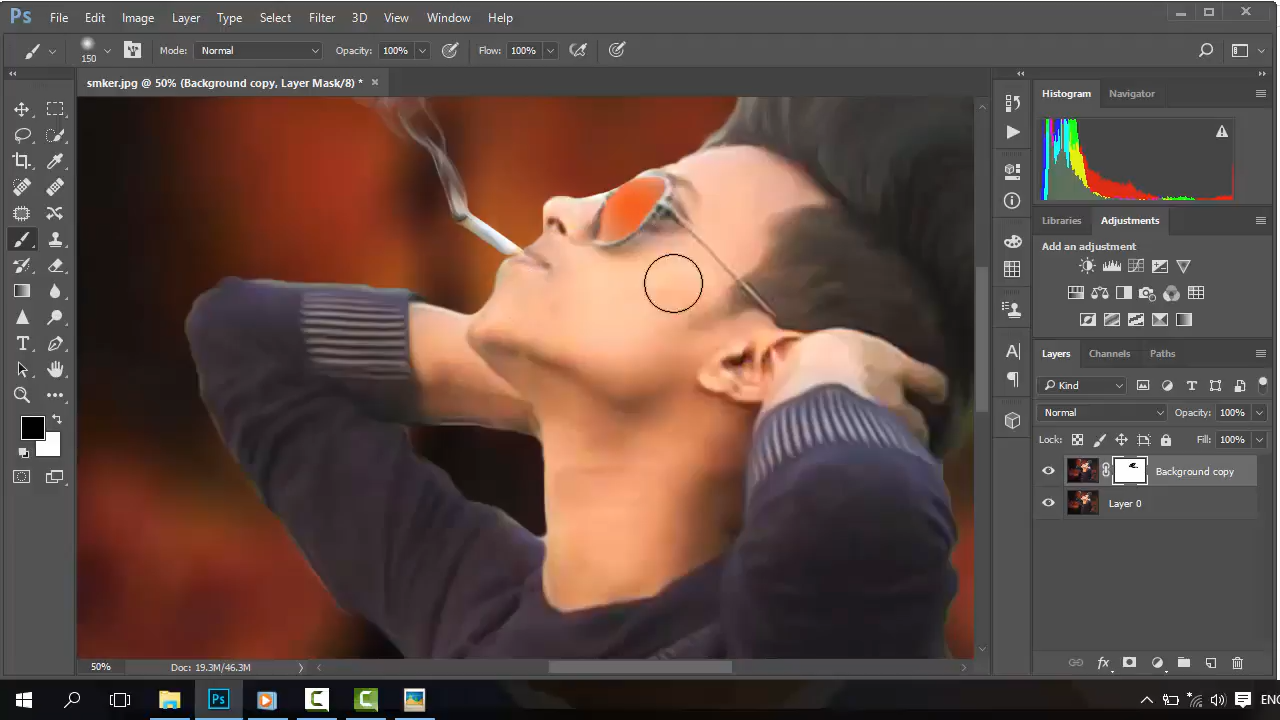 Ps File Edit Image Layer Type Select Filter 3D View Window Help
150 Mode: Normal Opacity: 100% Flow: 100%
smker.jpg @ 50% (Background copy, Layer Mask/8) * ×
Histogram Navigator
Libraries Adjustments
Add an adjustment
Layers Channels Paths
Kind
Normal Opacity: 100%
Lock: Fill: 100%
Background copy
Layer 0
50% Doc: 19.3M/46.3M
Ps ENG